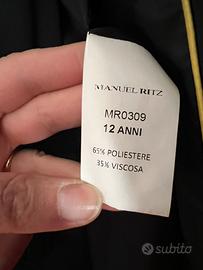 MANUEL RITZ
MR0309
12 ANNI
65% POLIESTERE
35% VISCOSA
subito